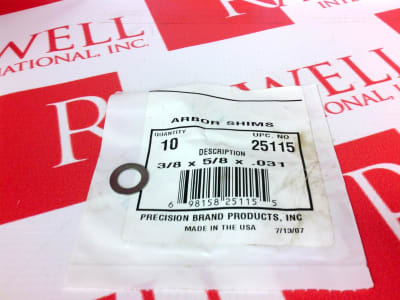 WELL
NATIONAL, INC.
ARBOR SHIMS
QUANTITY UPC. NO
10 25115
DESCRIPTION
3/8 x 5/8 x .031
6 98158 25115 5
PRECISION BRAND PRODUCTS, INC
MADE IN THE USA 7/13/07